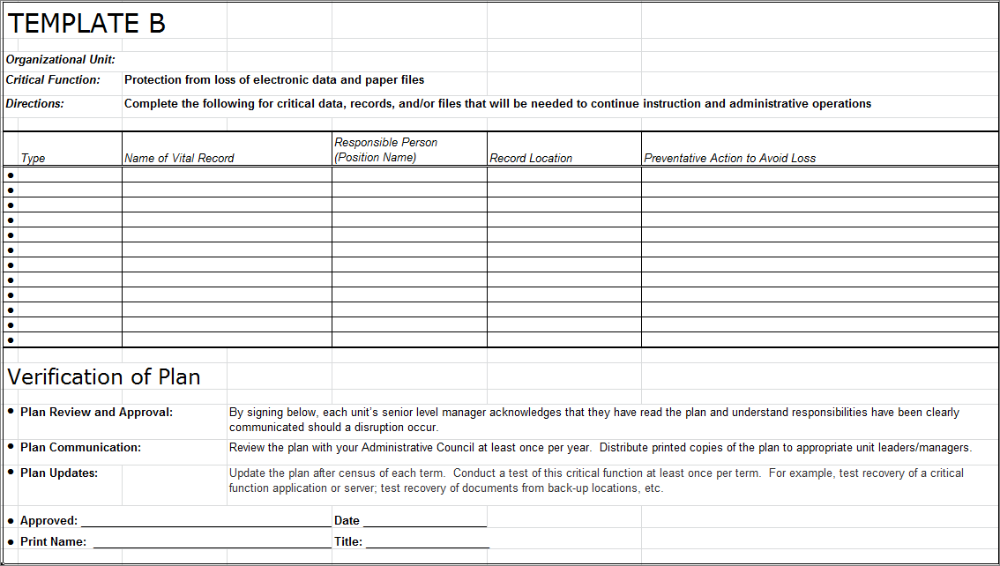 TEMPLATE B
Organizational Unit:
Critical Function: Protection from loss of electronic data and paper files
Directions: Complete the following for critical data, records, and/or files that will be needed to continue instruction and administrative operations
Responsible Person
Type Name of Vital Record (Position Name) Record Location Preventative Action to Avoid Loss
●
●
●
●
●
●
●
●
●
●
●
●
Verification of Plan
● Plan Review and Approval: By signing below, each unit’s senior level manager acknowledges that they have read the plan and understand responsibilities have been clearly
communicated should a disruption occur.
● Plan Communication: Review the plan with your Administrative Council at least once per year. Distribute printed copies of the plan to appropriate unit leaders/managers.
● Plan Updates: Update the plan after census of each term. Conduct a test of this critical function at least once per term. For example, test recovery of a critical
function application or server; test recovery of documents from back-up locations, etc.
● Approved: Date
● Print Name: Title: